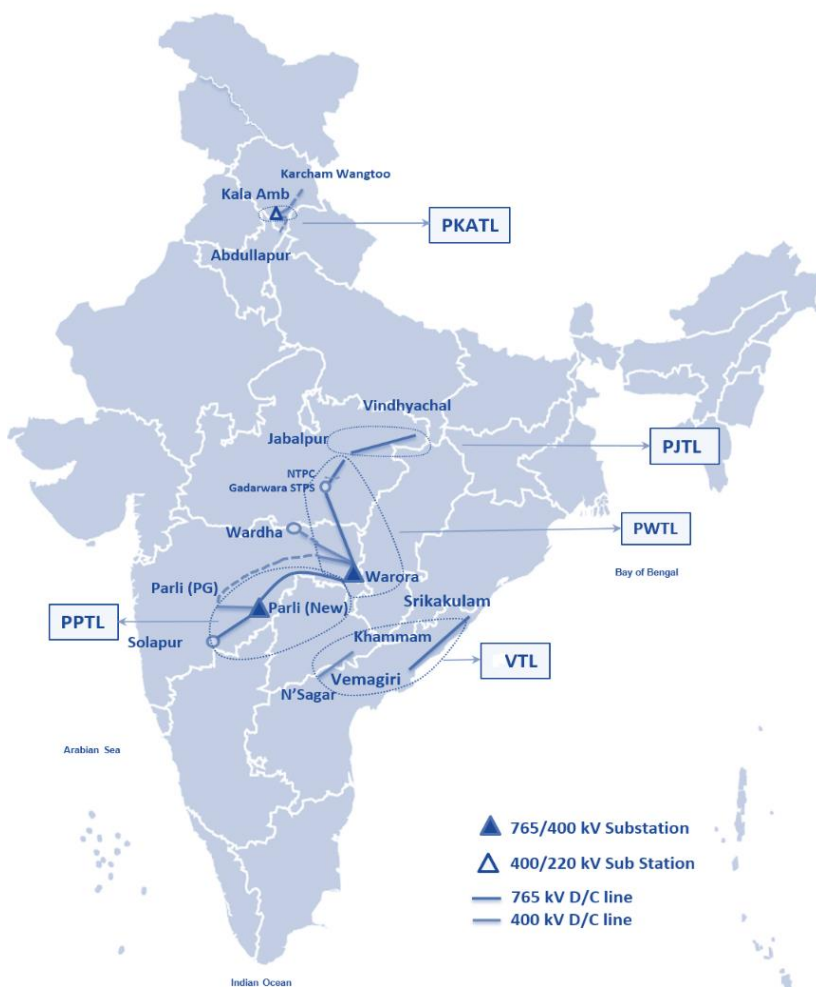 Karcham Wangtoo
Kala Amb
PKATL
Abdullapur
Vindhyachal
Jabalpur
PJTL
NTPC
Gadarwara STPS
Wardha
PWTL
Warora
Bay of Bengal
Parli (PG)
Parli (New)
Srikakulam
PPTL
Khammam
Solapur
VTL
Vemagiri
N'Sagar
Arabian Sea
765/400 kV Substation
400/220 kV Sub Station
765 kV D/C line
400 kV D/C line
Indian Ocean